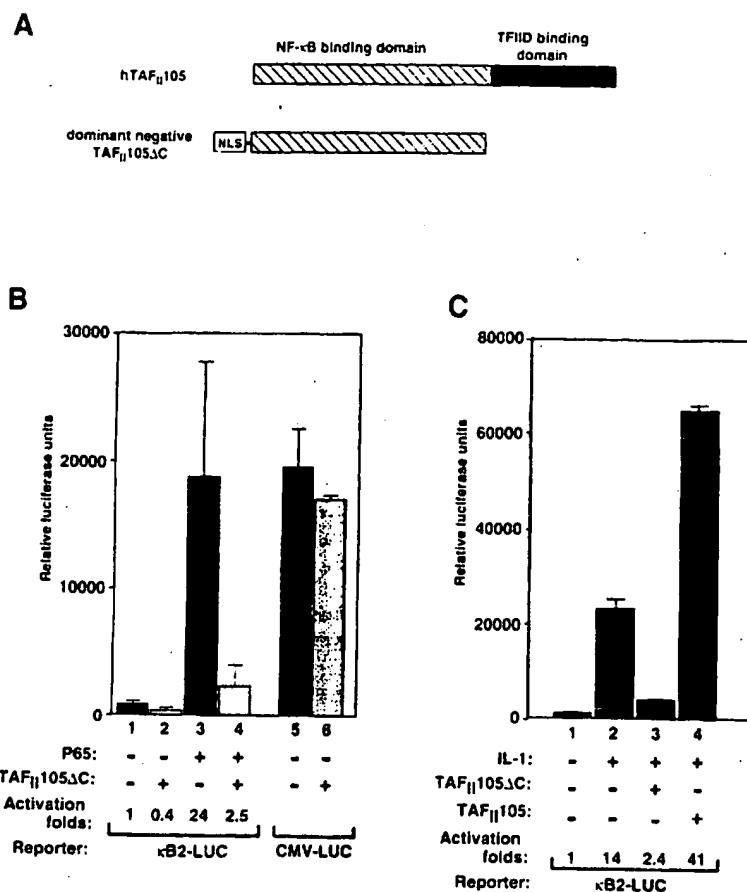 A
NF-κB binding domain
TFIID binding
domain
hTAFII105
dominant negative
TAFII105ΔC
NLS
B
30000
20000
10000
0
Relative luciferase units
1 2 3 4 5 6
P65: - - + + - -
TAFII105ΔC: - + - + - +
Activation
folds: 1 0.4 24 2.5
Reporter: κB2-LUC CMV-LUC
C
80000
60000
40000
20000
0
Relative luciferase units
1 2 3 4
IL-1: - + + +
TAFII105ΔC: - - + -
TAFII105: - - - +
Activation
folds: 1 14 2.4 41
Reporter: κB2-LUC